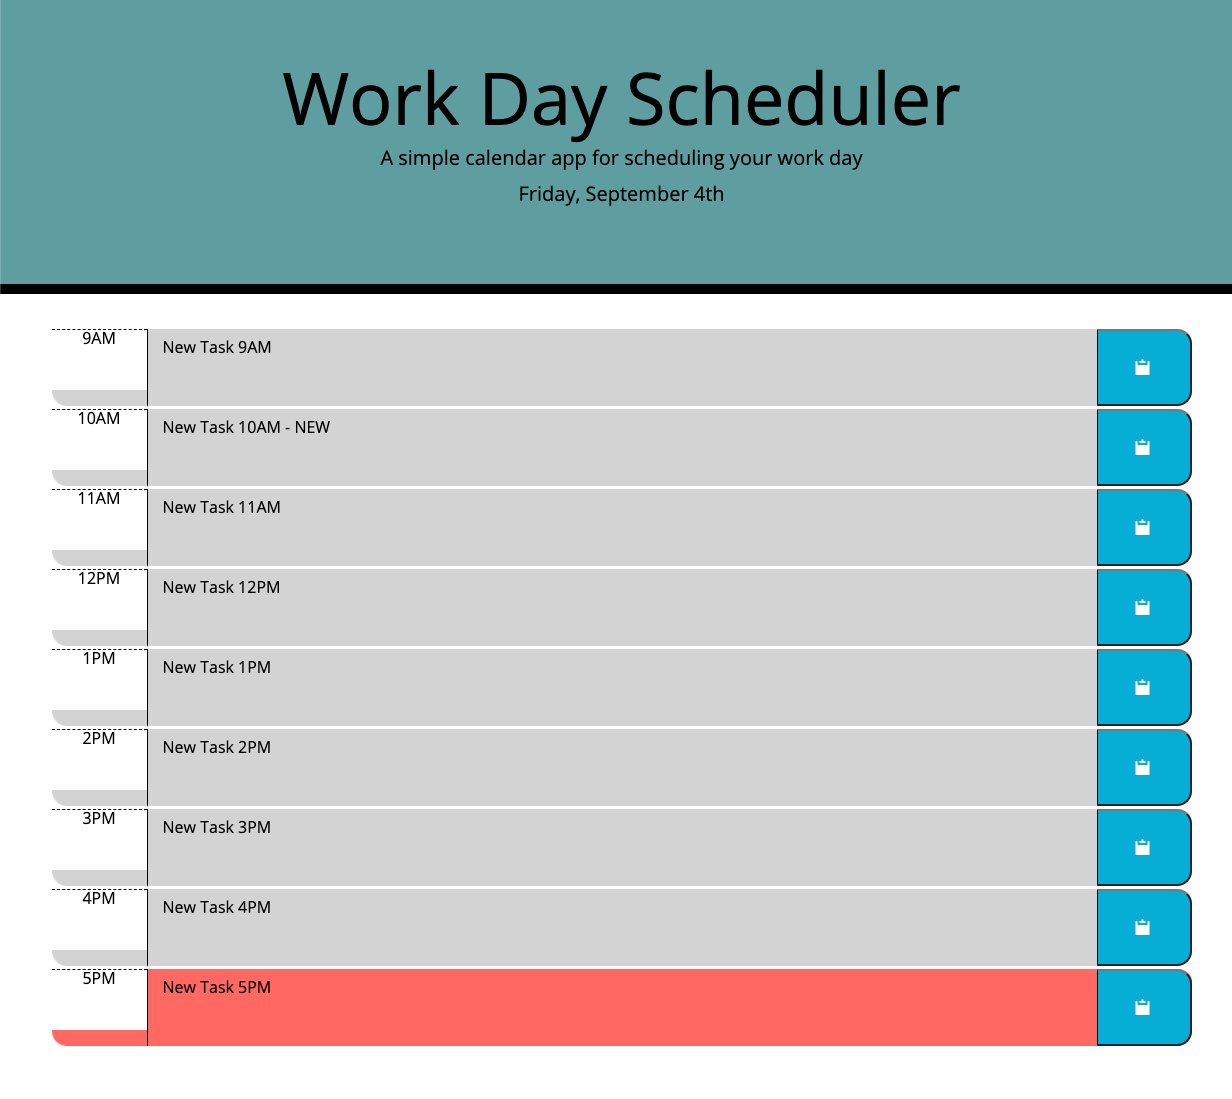 Work Day Scheduler
A simple calendar app for scheduling your work day
Friday, September 4th
9AM
New Task 9AM
10AM
New Task 10AM - NEW
11AM
New Task 11AM
12PM
New Task 12PM
1PM
New Task 1PM
2PM
New Task 2PM
3PM
New Task 3PM
4PM
New Task 4PM
5PM
New Task 5PM